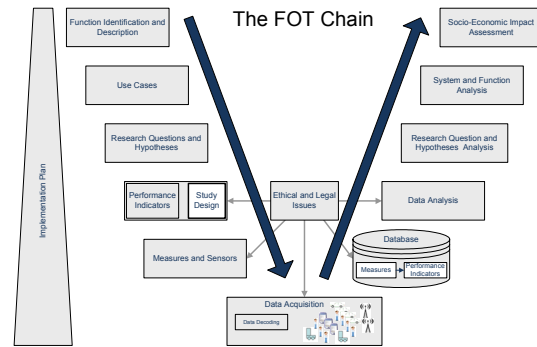 The FOT Chain
Function Identification and
Description
Socio-Economic Impact
Assessment
Use Cases
System and Function
Analysis
Research Questions and
Hypotheses
Research Question and
Hypotheses Analysis
Implementation Plan
Performance
Indicators
Study
Design
Ethical and Legal
Issues
Data Analysis
Measures and Sensors
Database
Measures
Performance
Indicators
Data Acquisition
Data Decoding